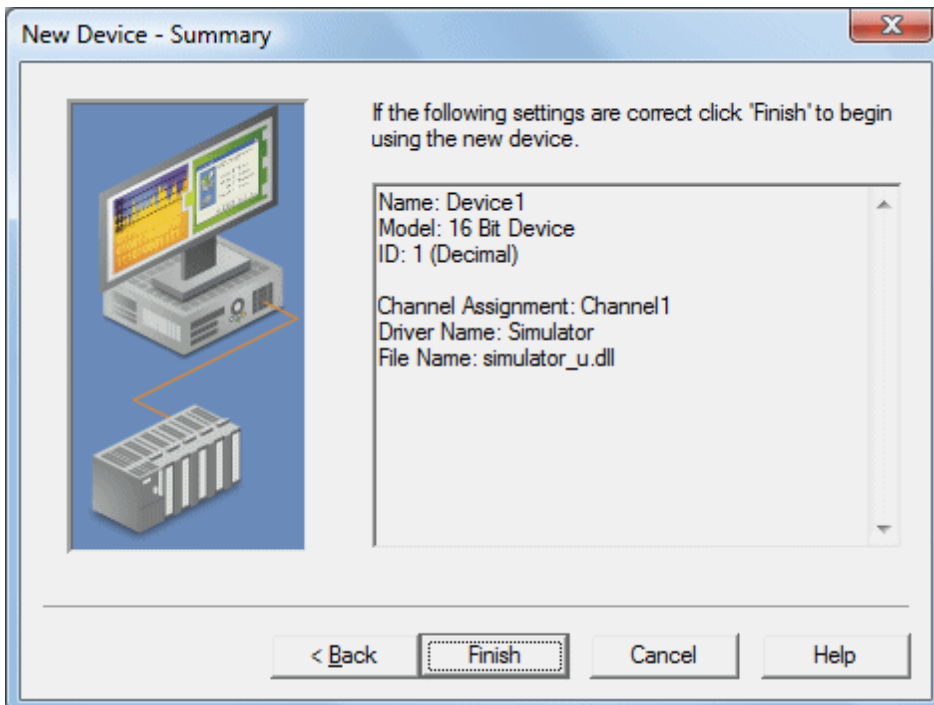 New Device - Summary
If the following settings are correct click 'Finish' to begin
using the new device.
Name: Device1
Model: 16 Bit Device
ID: 1 (Decimal)
Channel Assignment: Channel1
Driver Name: Simulator
File Name: simulator_u.dll
< Back
Finish
Cancel
Help